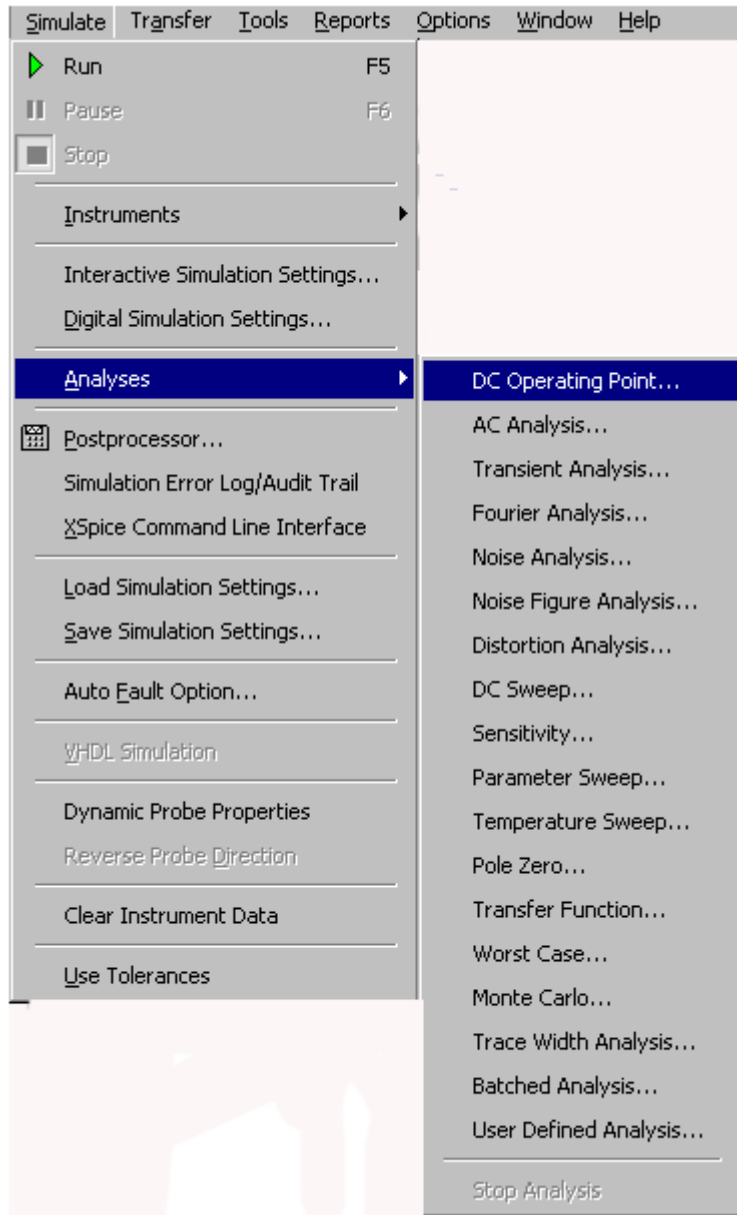 Simulate Transfer Tools Reports Options Window Help
Run F5
Pause F6
Stop
Instruments
Interactive Simulation Settings...
Digital Simulation Settings...
Analyses
Postprocessor...
Simulation Error Log/Audit Trail
XSpice Command Line Interface
Load Simulation Settings...
Save Simulation Settings...
Auto Fault Option...
VHDL Simulation
Dynamic Probe Properties
Reverse Probe Direction
Clear Instrument Data
Use Tolerances
DC Operating Point...
AC Analysis...
Transient Analysis...
Fourier Analysis...
Noise Analysis...
Noise Figure Analysis...
Distortion Analysis...
DC Sweep...
Sensitivity...
Parameter Sweep...
Temperature Sweep...
Pole Zero...
Transfer Function...
Worst Case...
Monte Carlo...
Trace Width Analysis...
Batched Analysis...
User Defined Analysis...
Stop Analysis